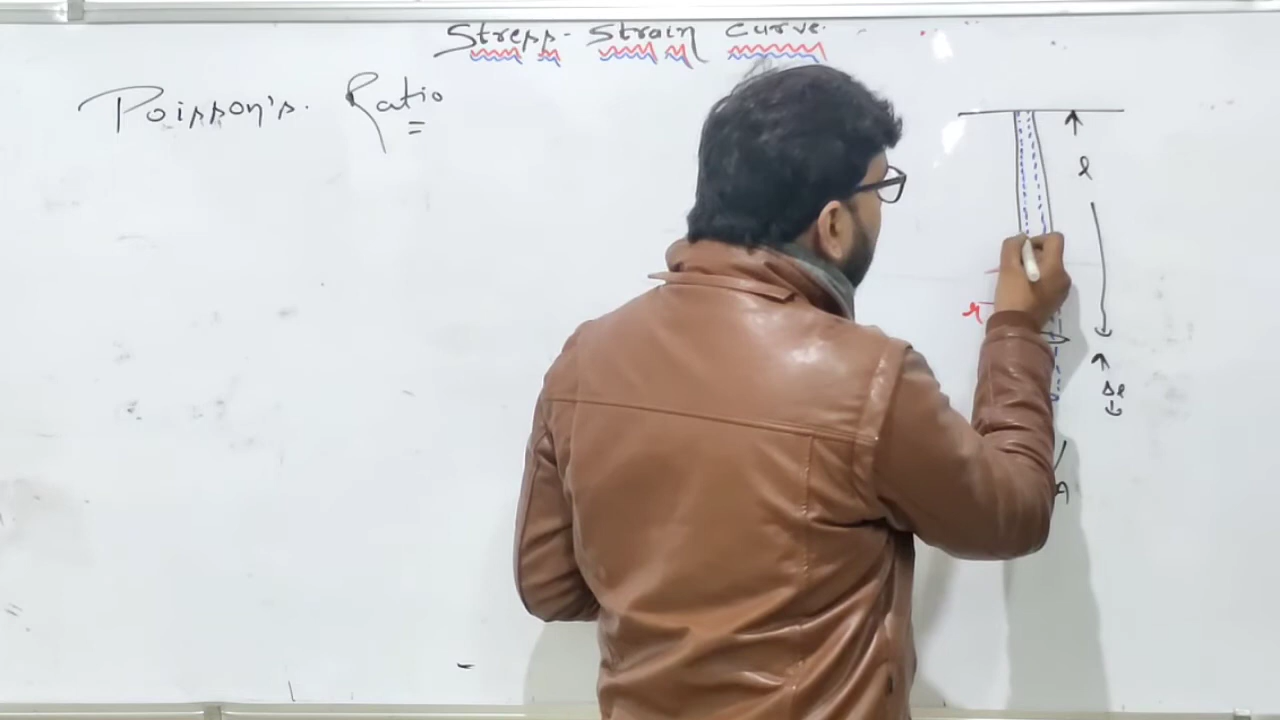 Stress-Strain Curve.
Poisson's. Ratio
l
r
Δl
A